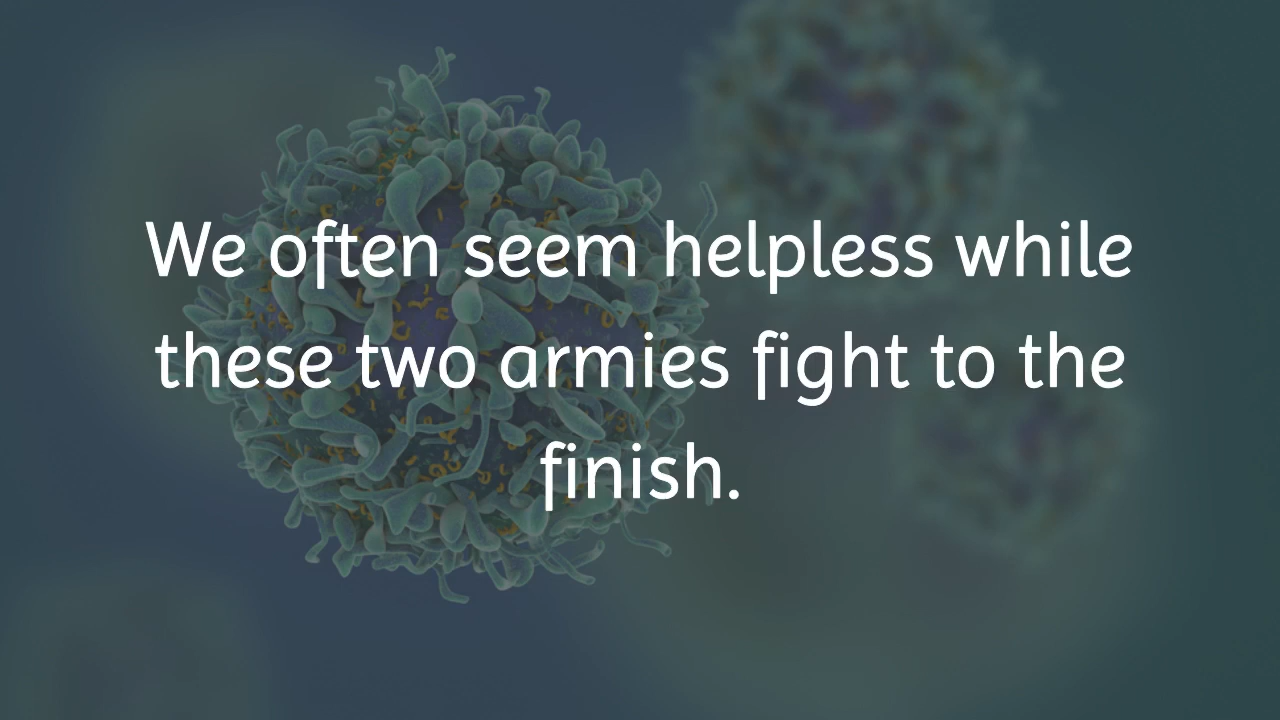 We often seem helpless while
these two armies fight to the
finish.